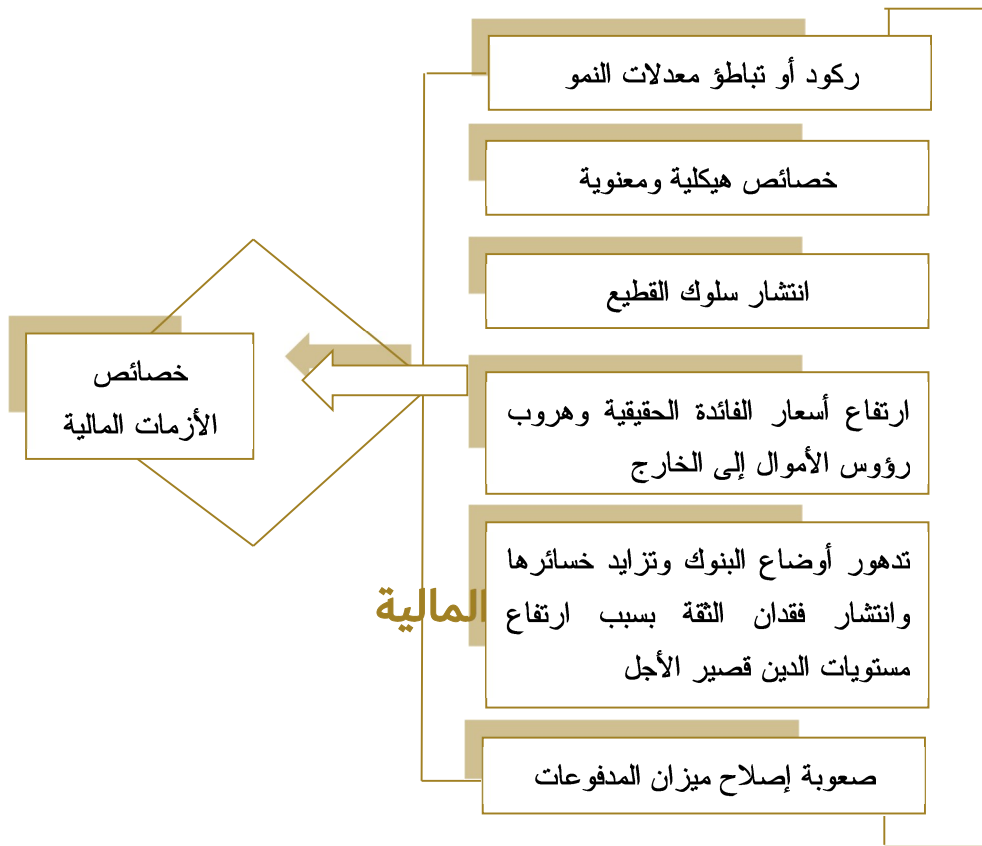 ركود أو تباطؤ معدلات النمو
خصائص هيكلية ومعنوية
انتشار سلوك القطيع
خصائص
الأزمات المالية
ارتفاع أسعار الفائدة الحقيقية وهروب
رؤوس الأموال إلى الخارج
تدهور أوضاع البنوك وتزايد خسائرها
وانتشار فقدان الثقة بسبب ارتفاع
مستويات الدين قصير الأجل
المالية
صعوبة إصلاح ميزان المدفوعات